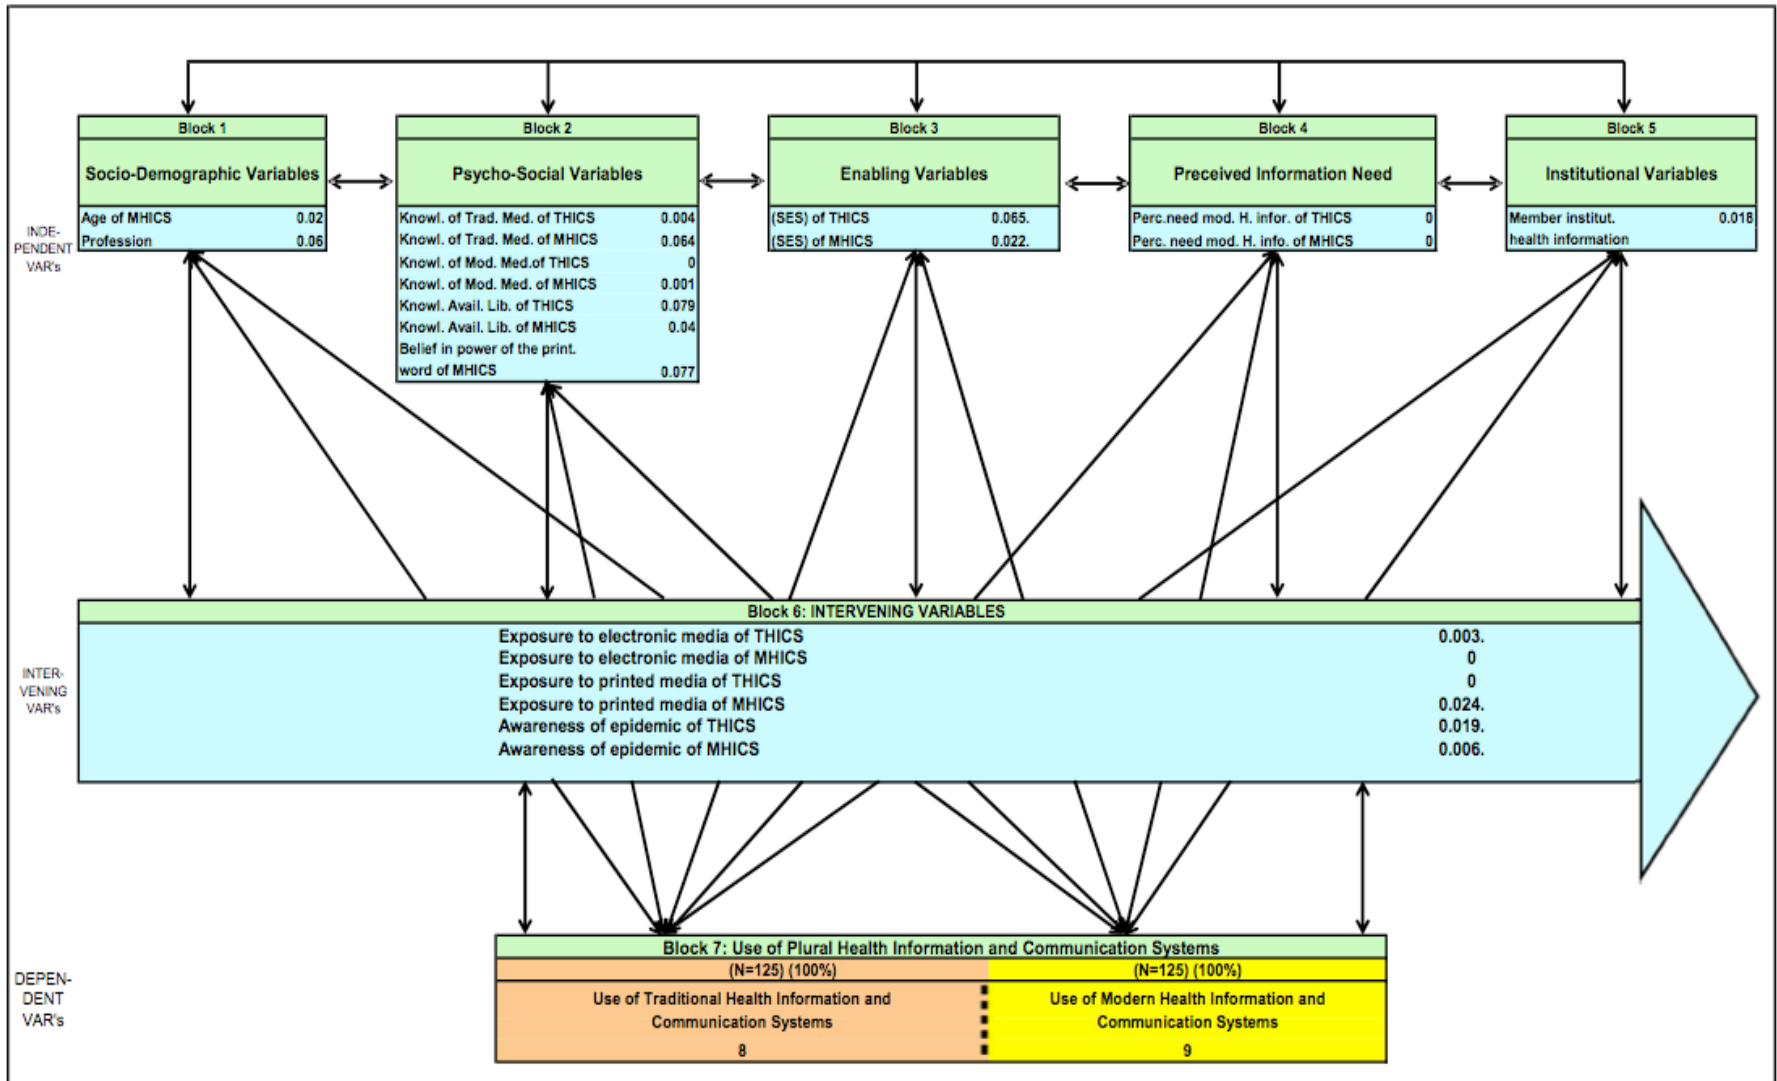 Block 1
Socio-Demographic Variables
Age of MHICS 0.02
Profession 0.06
Block 2
Psycho-Social Variables
Knowl. of Trad. Med. of THICS 0.004
Knowl. of Trad. Med. of MHICS 0.064
Knowl. of Mod. Med.of THICS 0
Knowl. of Mod. Med. of MHICS 0.001
Knowl. Avail. Lib. of THICS 0.079
Knowl. Avail. Lib. of MHICS 0.04
Belief in power of the print.
word of MHICS 0.077
Block 3
Enabling Variables
(SES) of THICS 0.065.
(SES) of MHICS 0.022.
Block 4
Preceived Information Need
Perc.need mod. H. infor. of THICS 0
Perc. need mod. H. info. of MHICS 0
Block 5
Institutional Variables
Member institut. 0.018
health information
INDE-
PENDENT
VAR's
Block 6: INTERVENING VARIABLES
Exposure to electronic media of THICS 0.003.
Exposure to electronic media of MHICS 0
Exposure to printed media of THICS 0
Exposure to printed media of MHICS 0.024.
Awareness of epidemic of THICS 0.019.
Awareness of epidemic of MHICS 0.006.
INTER-
VENING
VAR's
Block 7: Use of Plural Health Information and Communication Systems
(N=125) (100%) (N=125) (100%)
Use of Traditional Health Information and
Communication Systems
8
Use of Modern Health Information and
Communication Systems
9
DEPEN-
DENT
VAR's